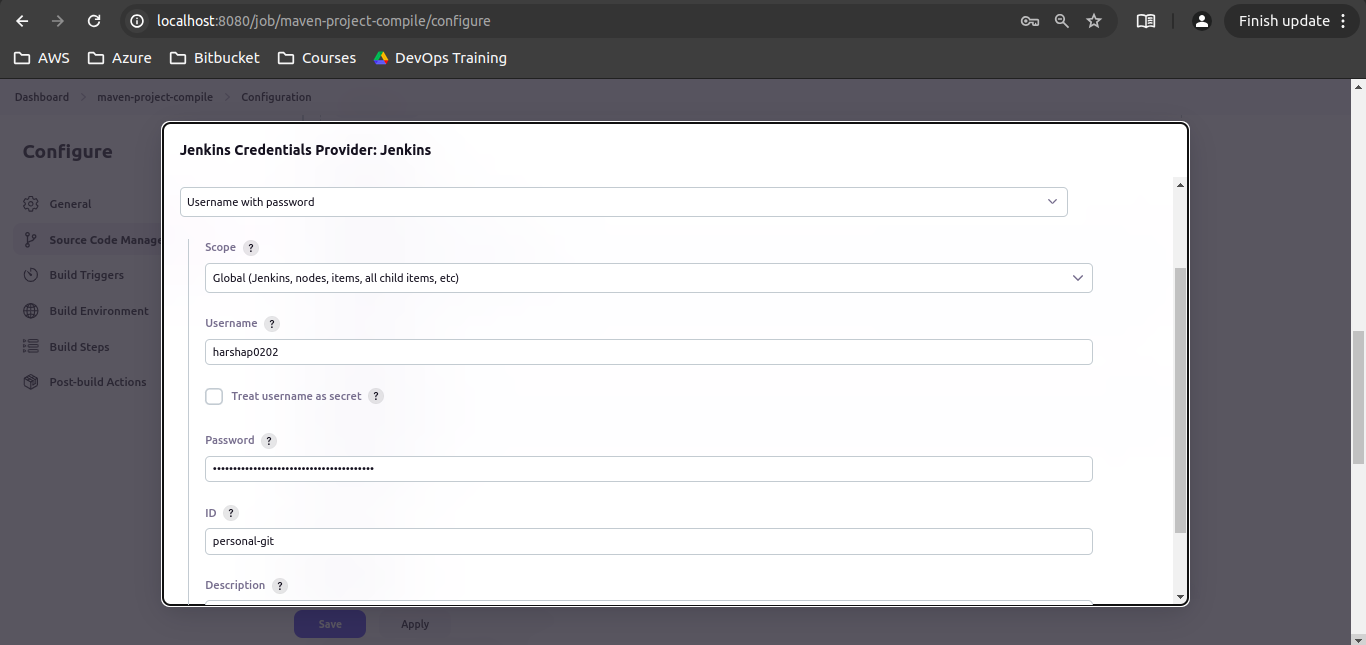 localhost:8080/job/maven-project-compile/configure
Finish update
AWS
Azure
Bitbucket
Courses
DevOps Training
Dashboard
maven-project-compile
Configuration
Configure
General
Source Code Manage
Build Triggers
Build Environment
Build Steps
Post-build Actions
Jenkins Credentials Provider: Jenkins
Username with password
Scope ?
Global (Jenkins, nodes, items, all child items, etc)
Username ?
harshap0202
Treat username as secret ?
Password ?
••••••••••••••••••••••••••••••••••••••••
ID ?
personal-git
Description ?
Save
Apply